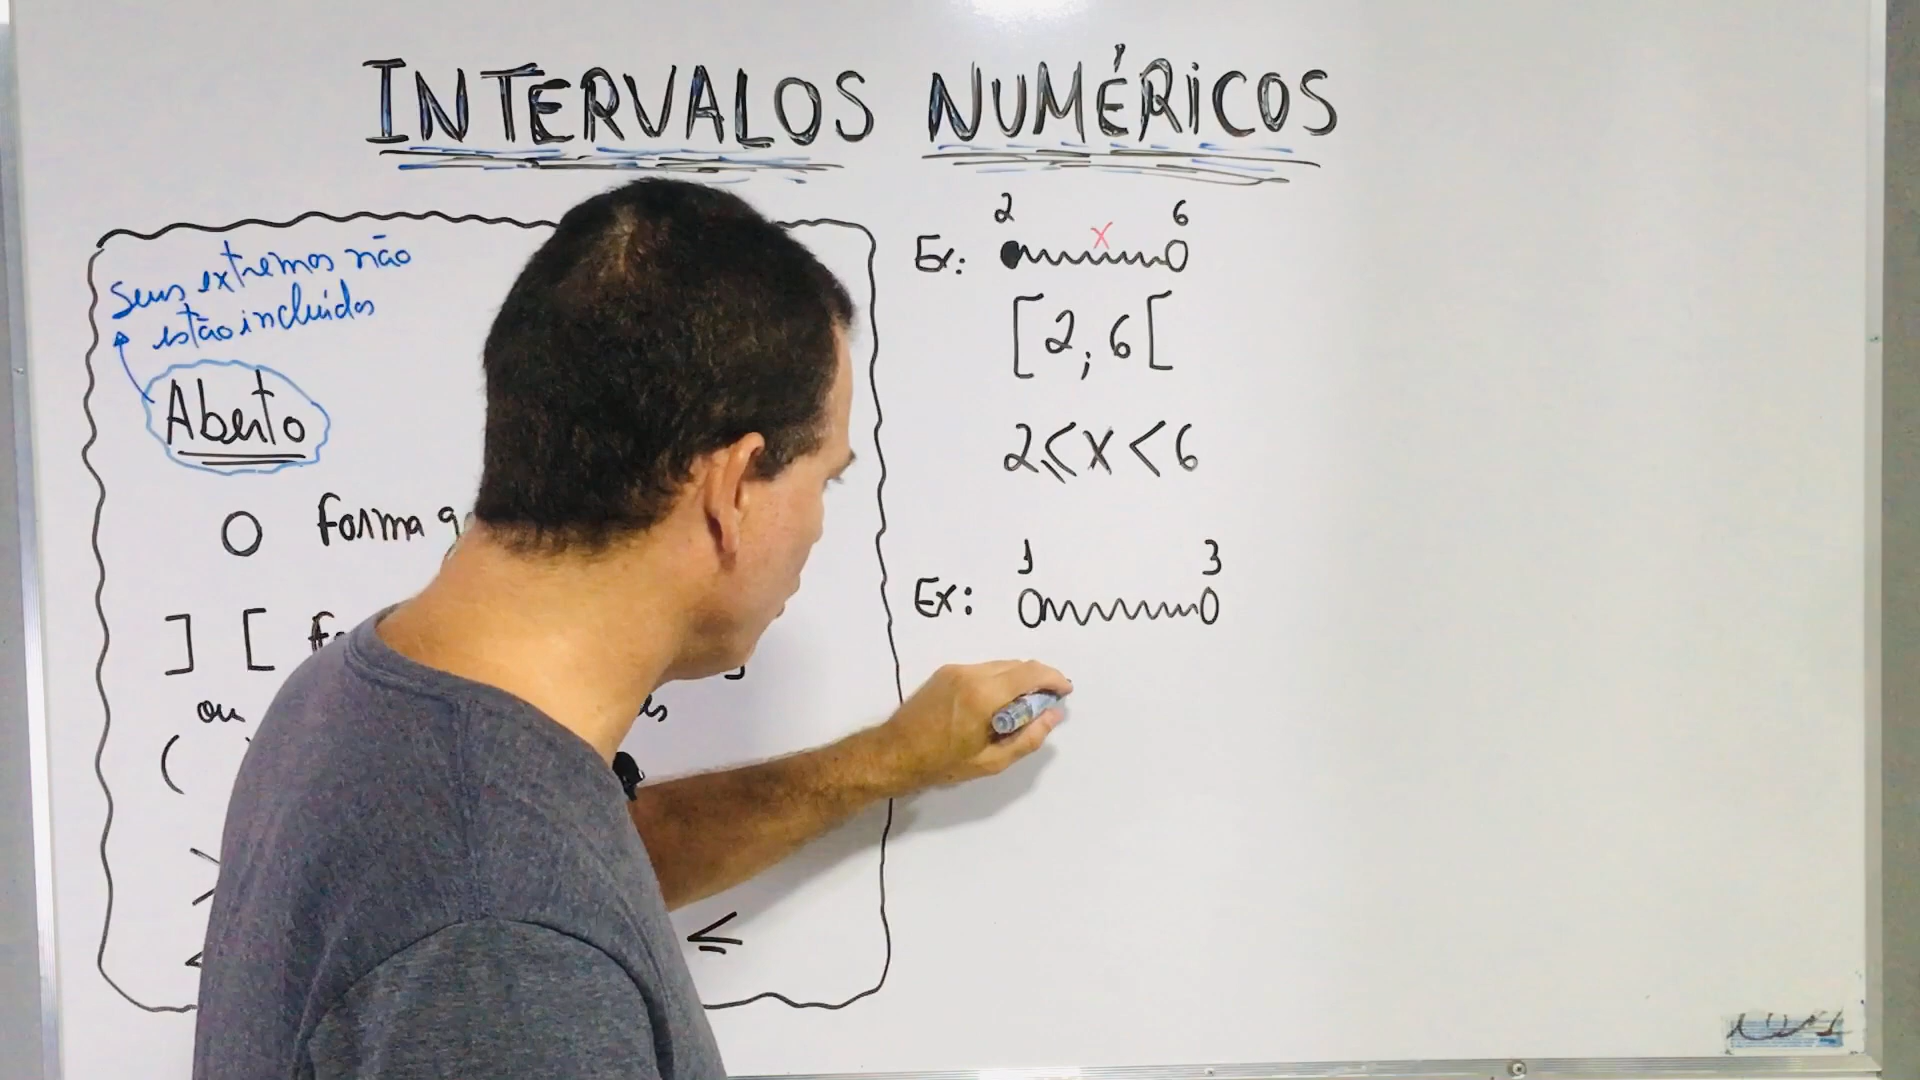 INTERVALOS NUMÉRICOS
Seus extremos não
estão incluídos
Aberto
O forma
] [
ou
( 
≤
2 x 6
Ex:
[2; 6[
2 ≤ x < 6
1 3
Ex: